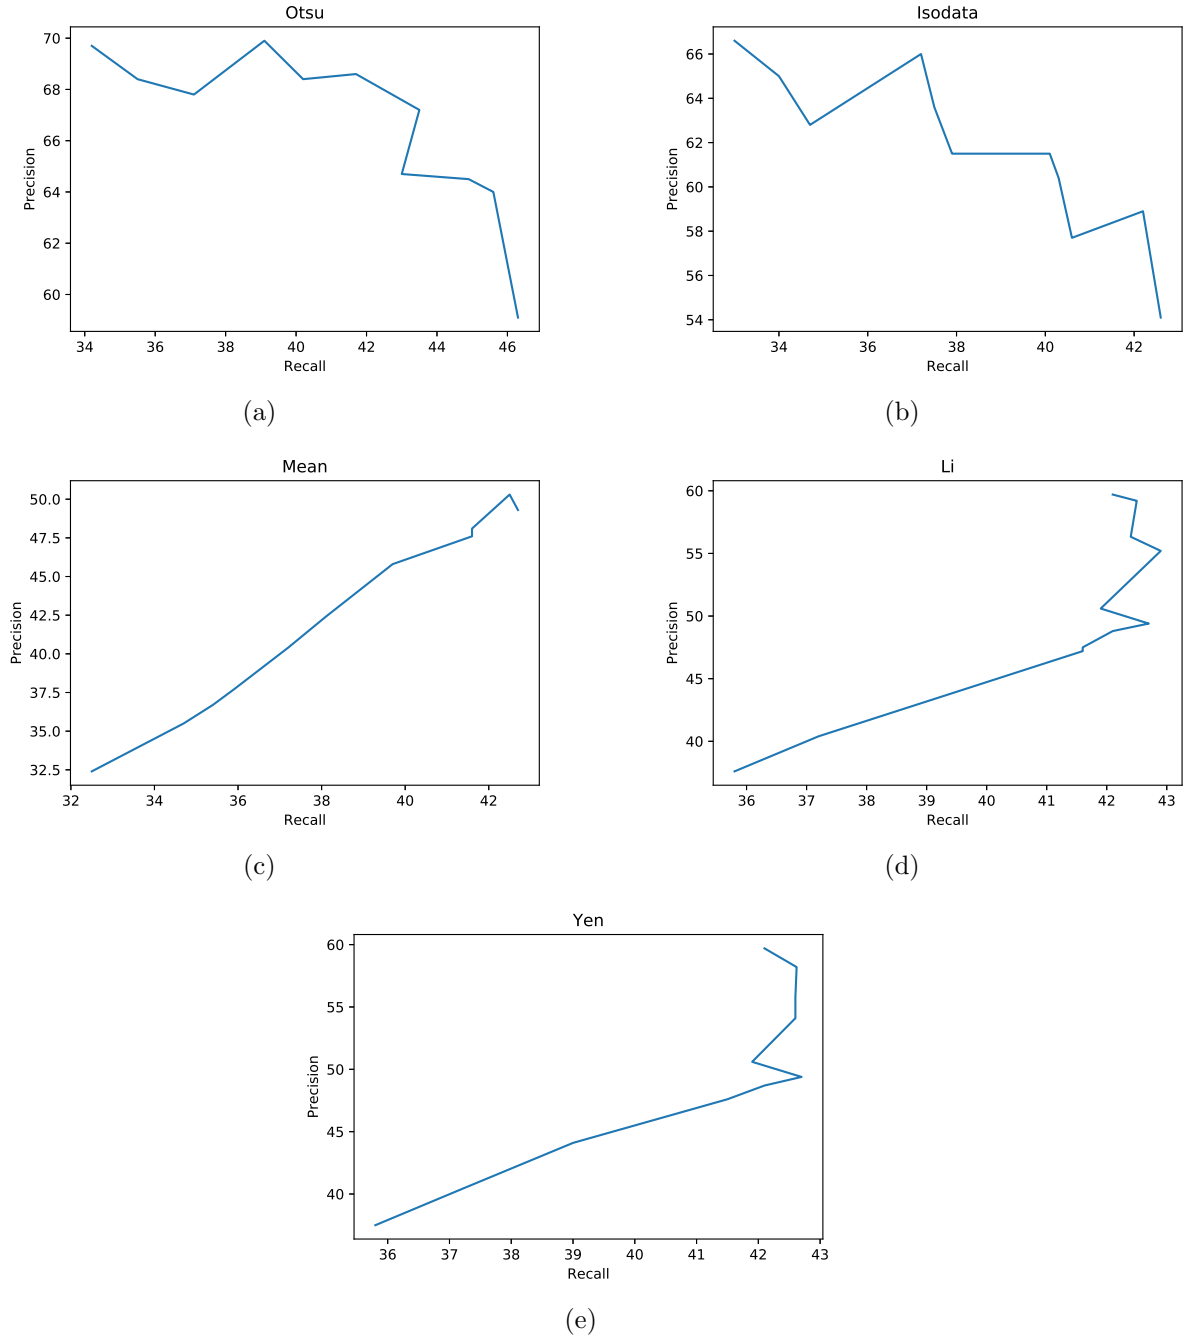 Otsu
70
68
66
64
62
60
Precision
34 36 38 40 42 44 46
Recall
(a)
Isodata
66
64
62
60
58
56
54
Precision
34 36 38 40 42
Recall
(b)
Mean
50.0
47.5
45.0
42.5
40.0
37.5
35.0
32.5
Precision
32 34 36 38 40 42
Recall
(c)
Li
60
55
50
45
40
Precision
36 37 38 39 40 41 42 43
Recall
(d)
Yen
60
55
50
45
40
Precision
36 37 38 39 40 41 42 43
Recall
(e)